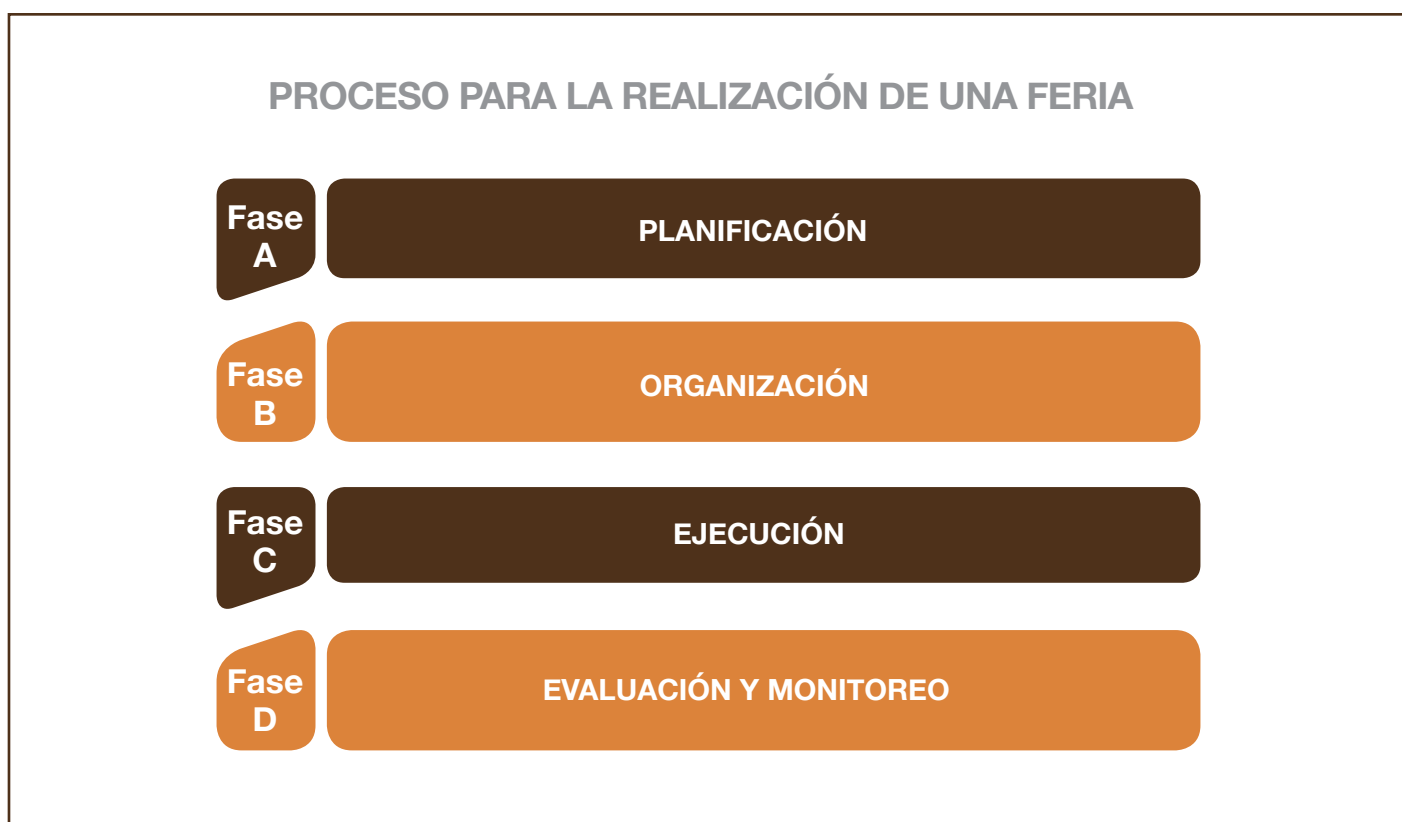 PROCESO PARA LA REALIZACIÓN DE UNA FERIA
Fase
A
PLANIFICACIÓN
Fase
B
ORGANIZACIÓN
Fase
C
EJECUCIÓN
Fase
D
EVALUACIÓN Y MONITOREO